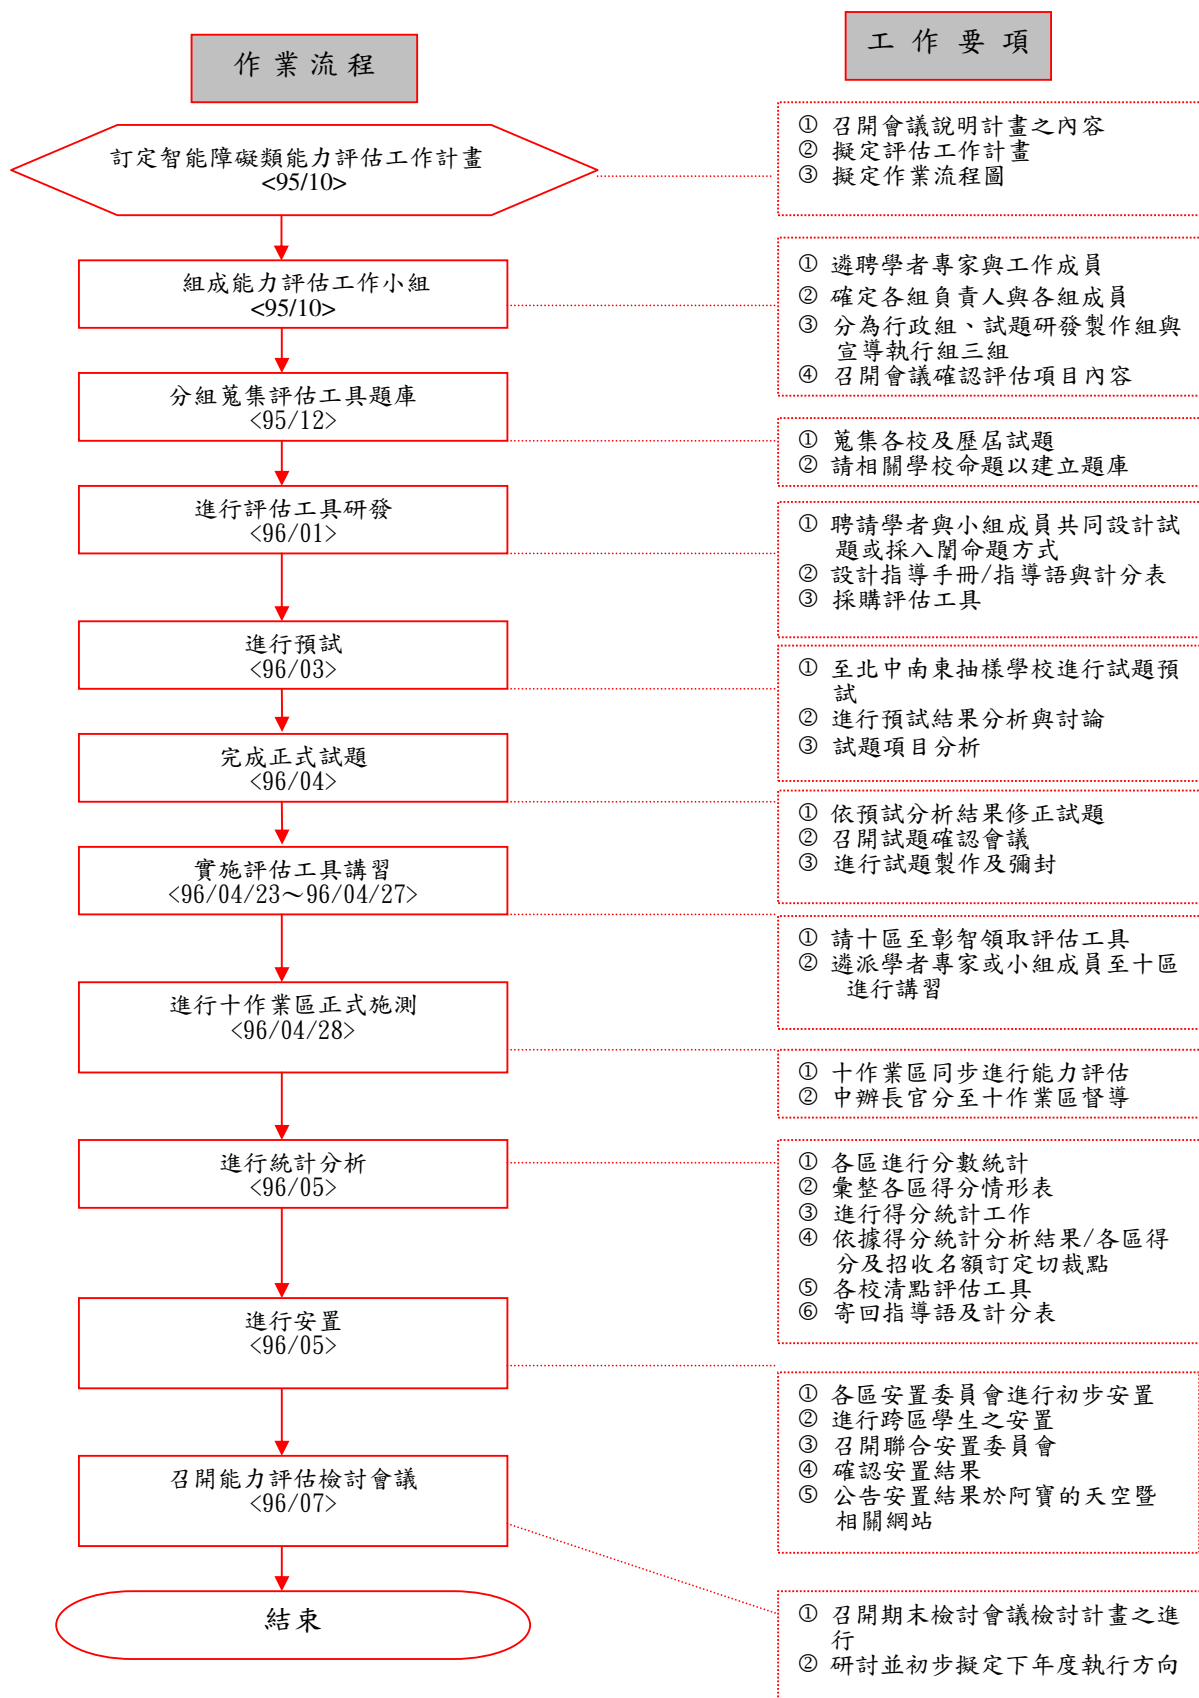 作業流程
工作要項
訂定智能障礙類能力評估工作計畫
<95/10>
① 召開會議說明計畫之內容
② 擬定評估工作計畫
③ 擬定作業流程圖
組成能力評估工作小組
<95/10>
① 遴聘學者專家與工作成員
② 確定各組負責人與各組成員
③ 分為行政組、試題研發製作組與
宣導執行組三組
④ 召開會議確認評估項目內容
分組蒐集評估工具題庫
<95/12>
① 蒐集各校及歷屆試題
② 請相關學校命題以建立題庫
進行評估工具研發
<96/01>
① 聘請學者與小組成員共同設計試
題或採入闈命題方式
② 設計指導手冊/指導語與計分表
③ 採購評估工具
進行預試
<96/03>
① 至北中南東抽樣學校進行試題預
試
② 進行預試結果分析與討論
③ 試題項目分析
完成正式試題
<96/04>
① 依預試分析結果修正試題
② 召開試題確認會議
③ 進行試題製作及彌封
實施評估工具講習
<96/04/23～96/04/27>
① 請十區至彰智領取評估工具
② 遴派學者專家或小組成員至十區
進行講習
進行十作業區正式施測
<96/04/28>
① 十作業區同步進行能力評估
② 中辦長官分至十作業區督導
進行統計分析
<96/05>
① 各區進行分數統計
② 彙整各區得分情形表
③ 進行得分統計工作
④ 依據得分統計分析結果/各區得
分及招收名額訂定切裁點
⑤ 各校清點評估工具
⑥ 寄回指導語及計分表
進行安置
<96/05>
① 各區安置委員會進行初步安置
② 進行跨區學生之安置
③ 召開聯合安置委員會
④ 確認安置結果
⑤ 公告安置結果於阿寶的天空暨
相關網站
召開能力評估檢討會議
<96/07>
① 召開期末檢討會議檢討計畫之進
行
② 研討並初步擬定下年度執行方向
結束